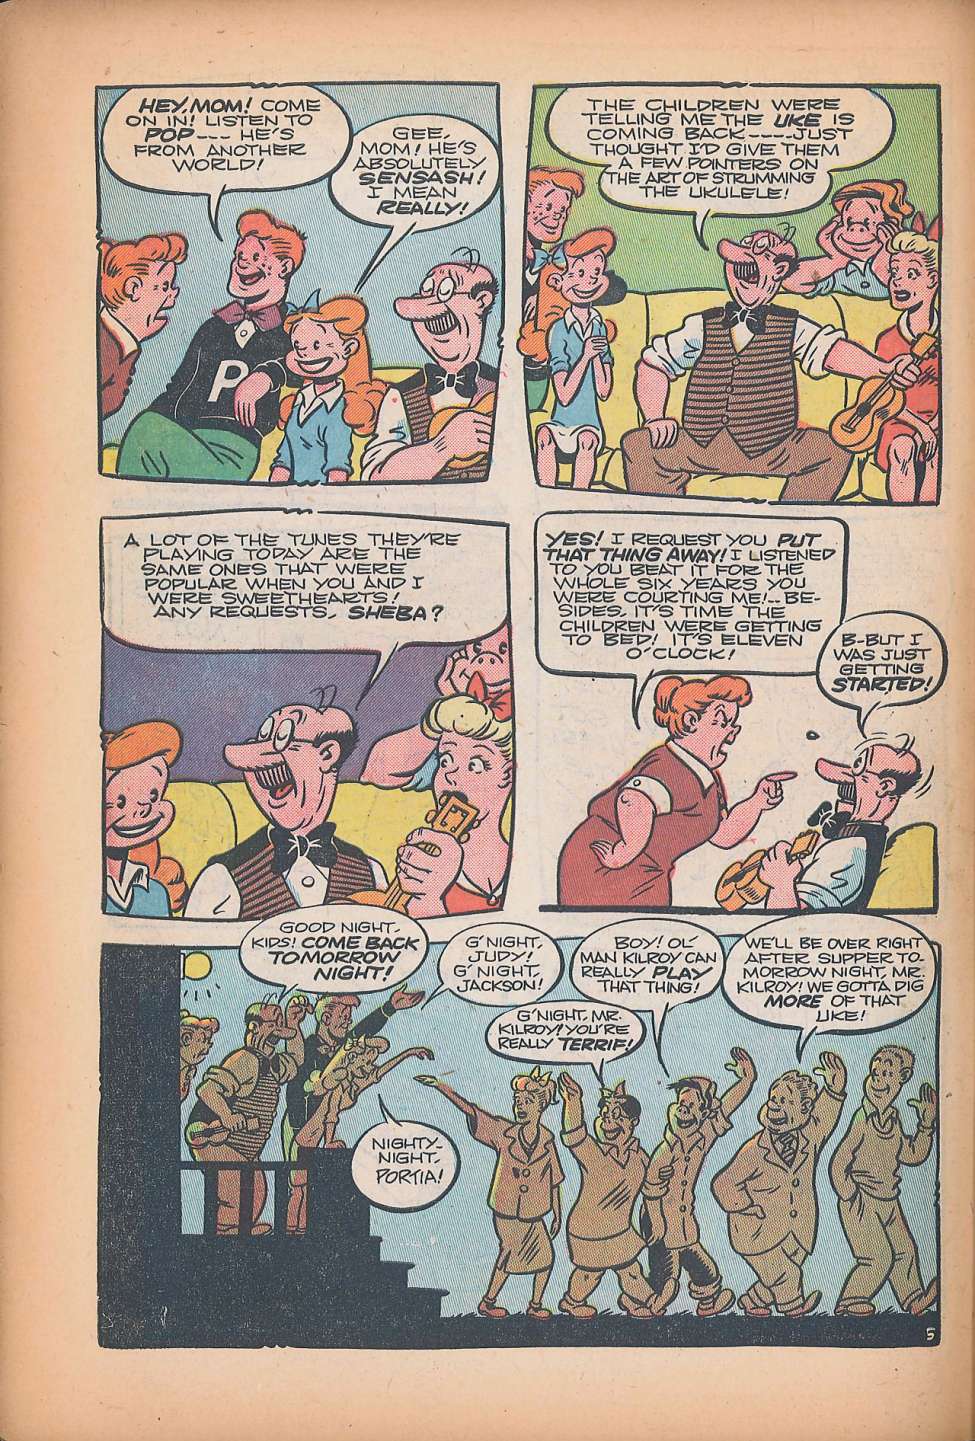 HEY, MOM! COME
ON IN! LISTEN TO
POP--- HE'S
FROM ANOTHER
WORLD!
GEE,
MOM! HE'S
ABSOLUTELY
SENSASH!
I MEAN
REALLY!
P
THE CHILDREN WERE
TELLING ME THE UKE IS
COMING BACK----JUST
THOUGHT I'D GIVE THEM
A FEW POINTERS ON
THE ART OF STRUMMING
THE UKULELE!
A LOT OF THE TUNES THEY'RE
PLAYING TODAY ARE THE
SAME ONES THAT WERE
POPULAR WHEN YOU AND I
WERE SWEETHEARTS!
ANY REQUESTS, SHEBA?
YES! I REQUEST YOU PUT
THAT THING AWAY! I LISTENED
TO YOU BEAT IT FOR THE
WHOLE SIX YEARS YOU
WERE COURTING ME!-- BE-
SIDES, IT'S TIME THE
CHILDREN WERE GETTING
TO BED! IT'S ELEVEN
O'CLOCK!
B-BUT I
WAS JUST
GETTING
STARTED!
GOOD NIGHT,
KIDS! COME BACK
TOMORROW
NIGHT!
G'NIGHT,
JUDY!
G'NIGHT,
JACKSON!
NIGHTY-
NIGHT,
PORTIA!
G'NIGHT, MR.
KILROY! YOU'RE
REALLY TERRIF!
BOY! OL'
MAN KILROY CAN
REALLY PLAY
THAT THING!
WE'LL BE OVER RIGHT
AFTER SUPPER TO-
MORROW NIGHT, MR.
KILROY! WE GOTTA DIG
MORE OF THAT
UKE!
5